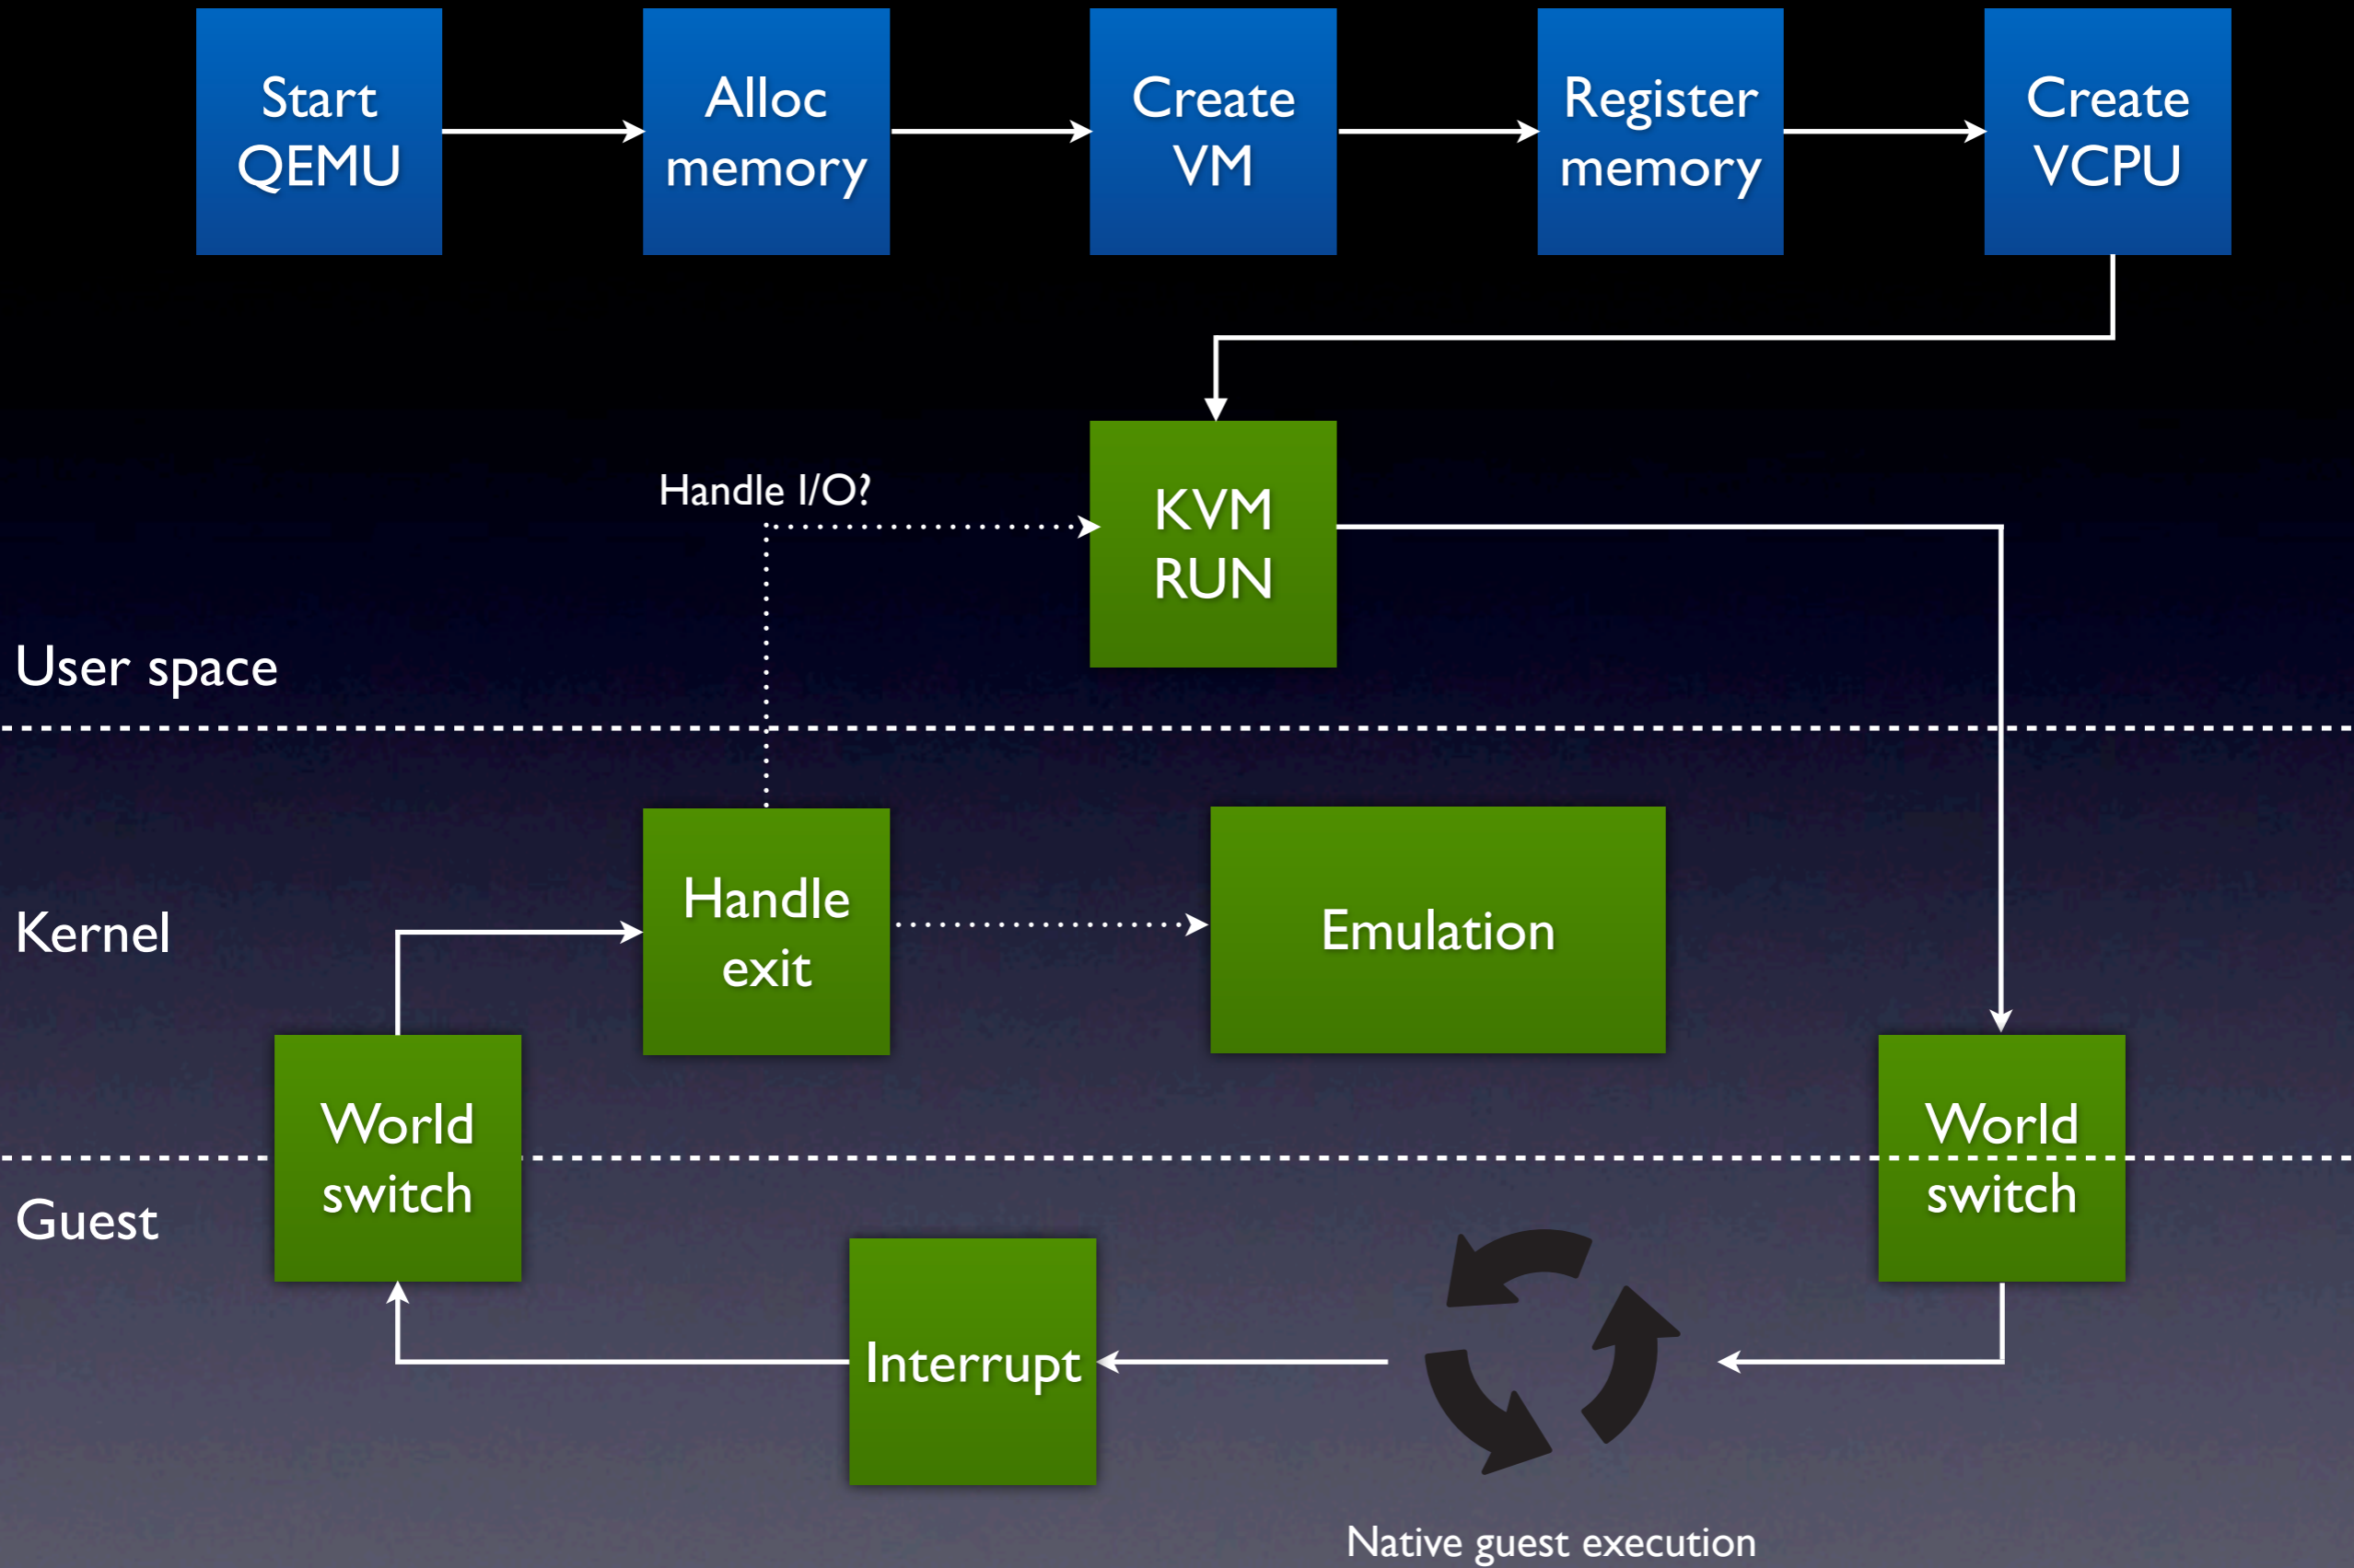 Start
QEMU
Alloc
memory
Create
VM
Register
memory
Create
VCPU
Handle I/O?
KVM
RUN
User space
Handle
exit
Emulation
Kernel
World
switch
World
switch
Guest
Interrupt
Native guest execution